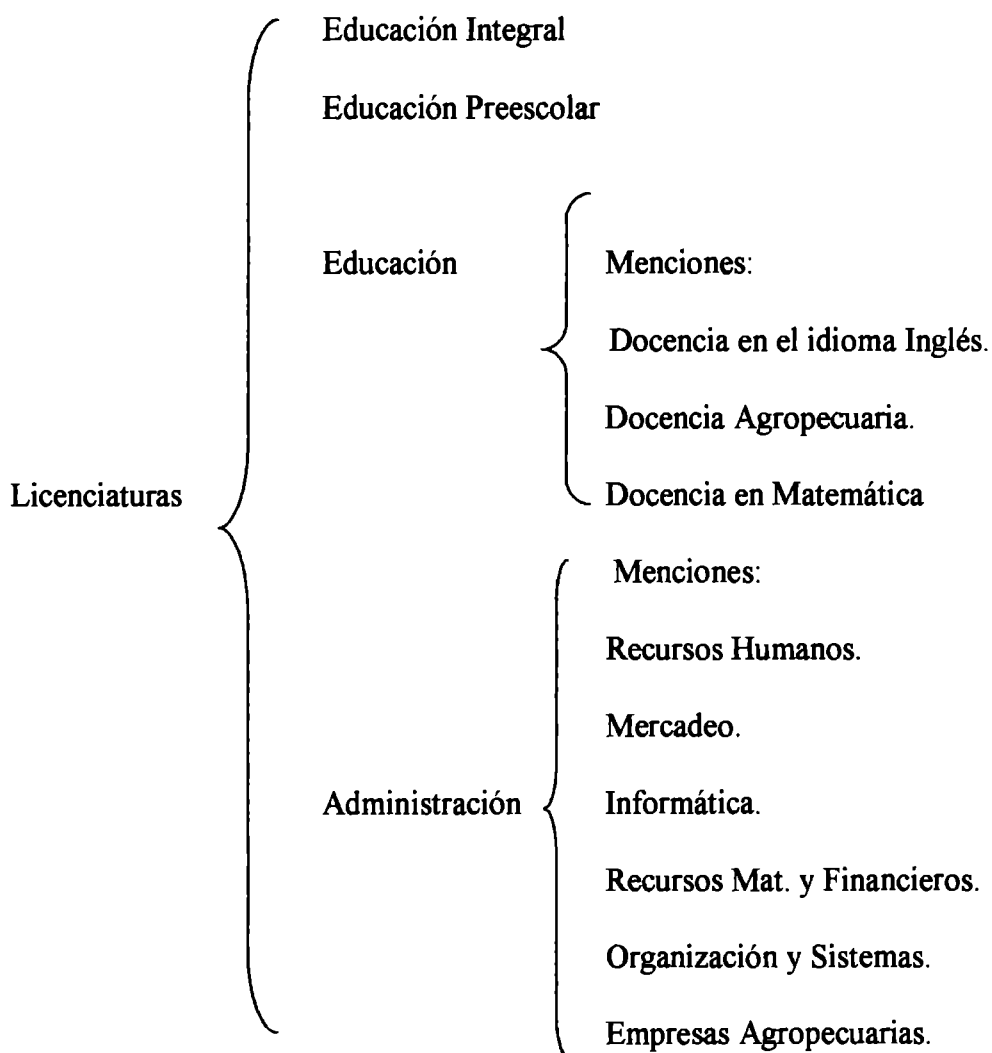 Educación Integral
Educación Preescolar
Educación
Menciones:
Docencia en el idioma Inglés.
Docencia Agropecuaria.
Docencia en Matemática
Licenciaturas
Menciones:
Recursos Humanos.
Mercadeo.
Administración
Informática.
Recursos Mat. y Financieros.
Organización y Sistemas.
Empresas Agropecuarias.